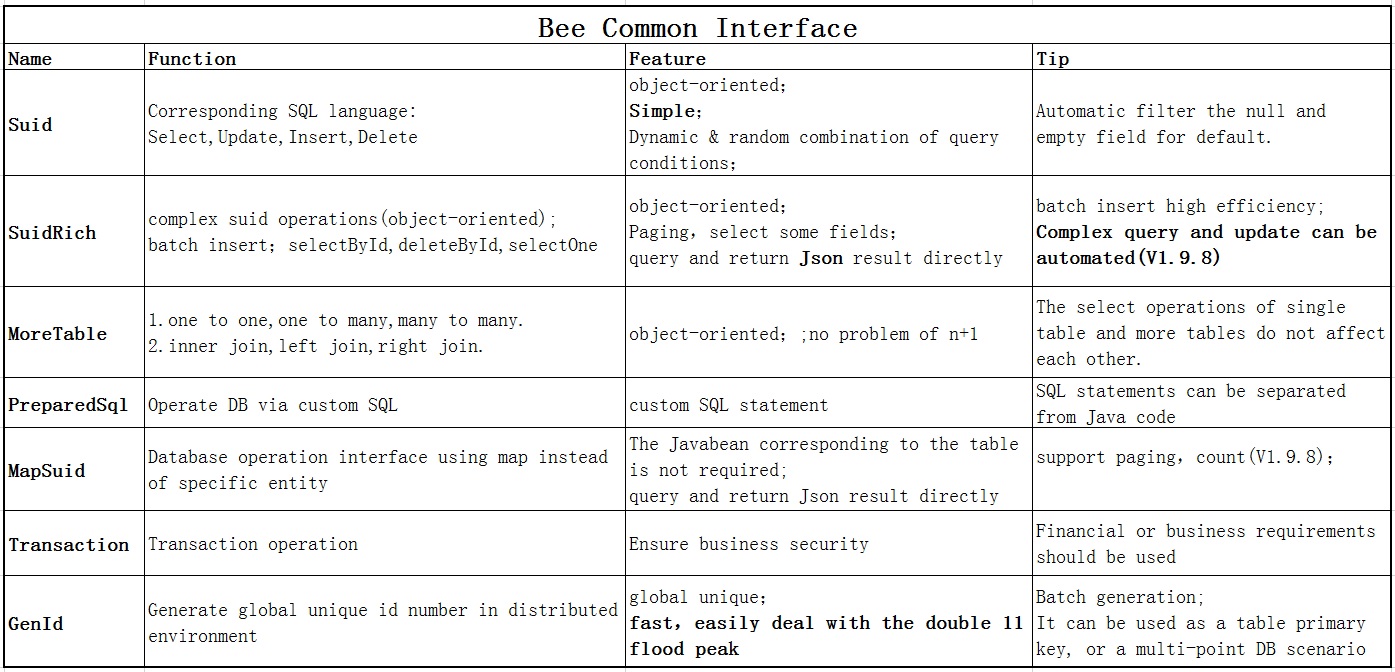 Bee Common Interface
Name Function Feature Tip
Suid
Corresponding SQL language:
Select,Update,Insert,Delete
object-oriented;
Simple;
Dynamic & random combination of query
conditions;
Automatic filter the null and
empty field for default.
SuidRich
complex suid operations(object-oriented);
batch insert; selectById,deleteById,selectOne
object-oriented;
Paging, select some fields;
query and return Json result directly
batch insert high efficiency;
Complex query and update can be
automated(V1.9.8)
MoreTable
1.one to one,one to many,many to many.
2.inner join,left join,right join.
object-oriented; ;no problem of n+1
The select operations of single
table and more tables do not affect
each other.
PreparedSql
Operate DB via custom SQL
custom SQL statement
SQL statements can be separated
from Java code
MapSuid
Database operation interface using map instead
of specific entity
The Javabean corresponding to the table
is not required;
query and return Json result directly
support paging, count(V1.9.8);
Transaction
Transaction operation
Ensure business security
Financial or business requirements
should be used
GenId
Generate global unique id number in distributed
environment
global unique;
fast, easily deal with the double 11
flood peak
Batch generation;
It can be used as a table primary
key, or a multi-point DB scenario